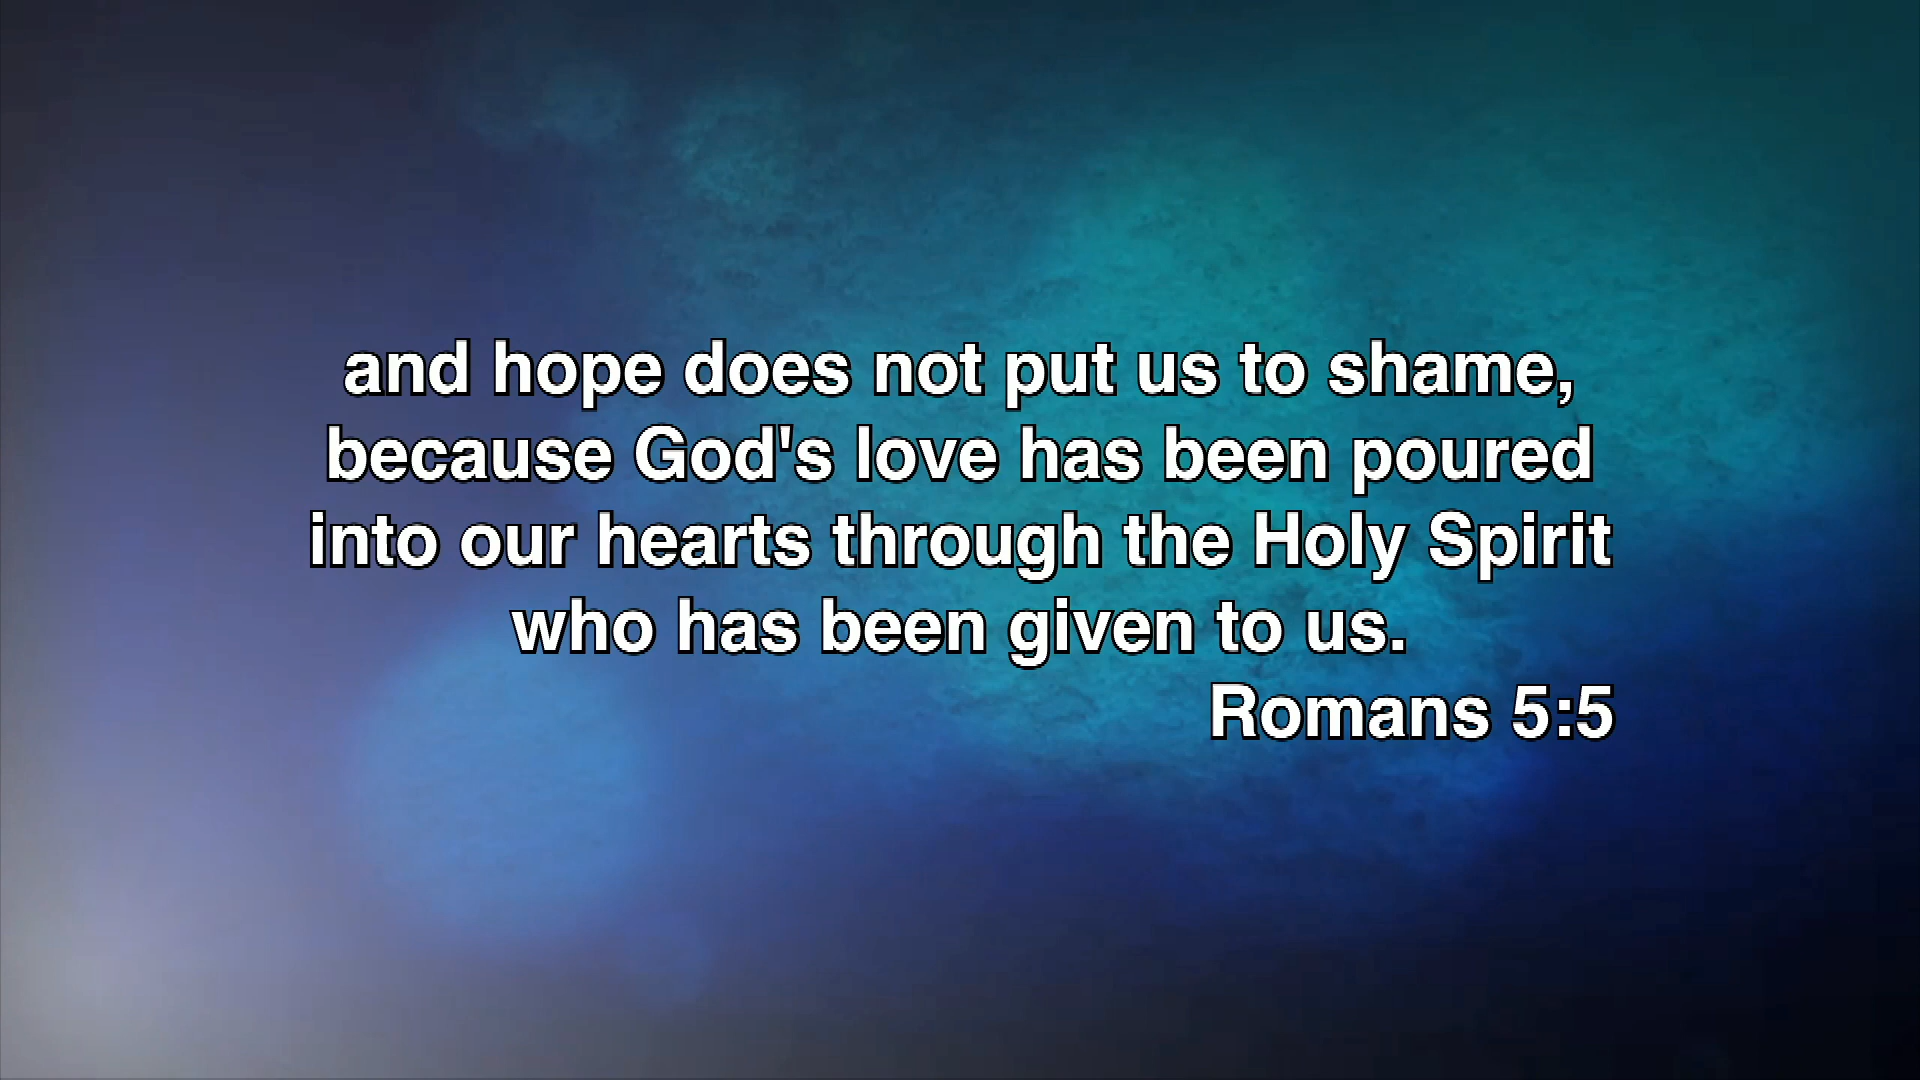 and hope does not put us to shame,
because God's love has been poured
into our hearts through the Holy Spirit
who has been given to us.
Romans 5:5